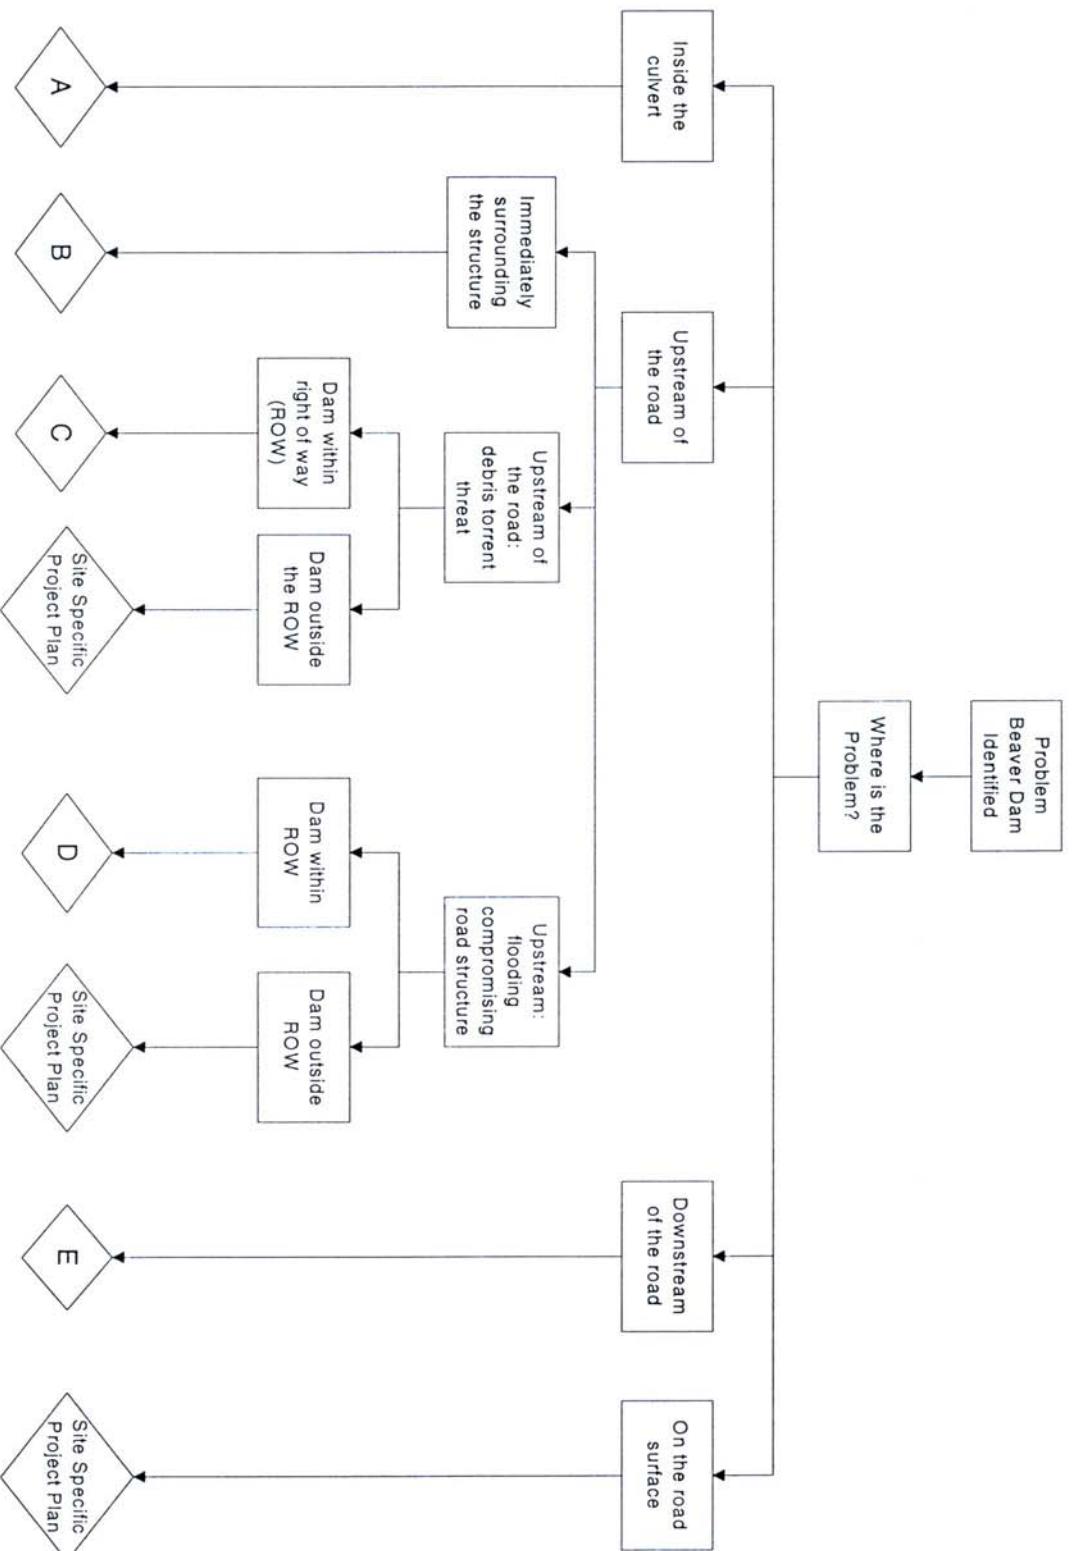 Problem
Beaver Dam
Identified
Where is the
Problem?
Inside the
culvert
Upstream of
the road
Downstream
of the road
On the road
surface
Immediately
surrounding
the structure
Upstream of
the road:
debris torrent
threat
Upstream:
flooding
compromising
road structure
Dam within
right of way
(ROW)
Dam outside
the ROW
Dam within
ROW
Dam outside
ROW
A
B
C
Site Specific
Project Plan
D
Site Specific
Project Plan
E
Site Specific
Project Plan